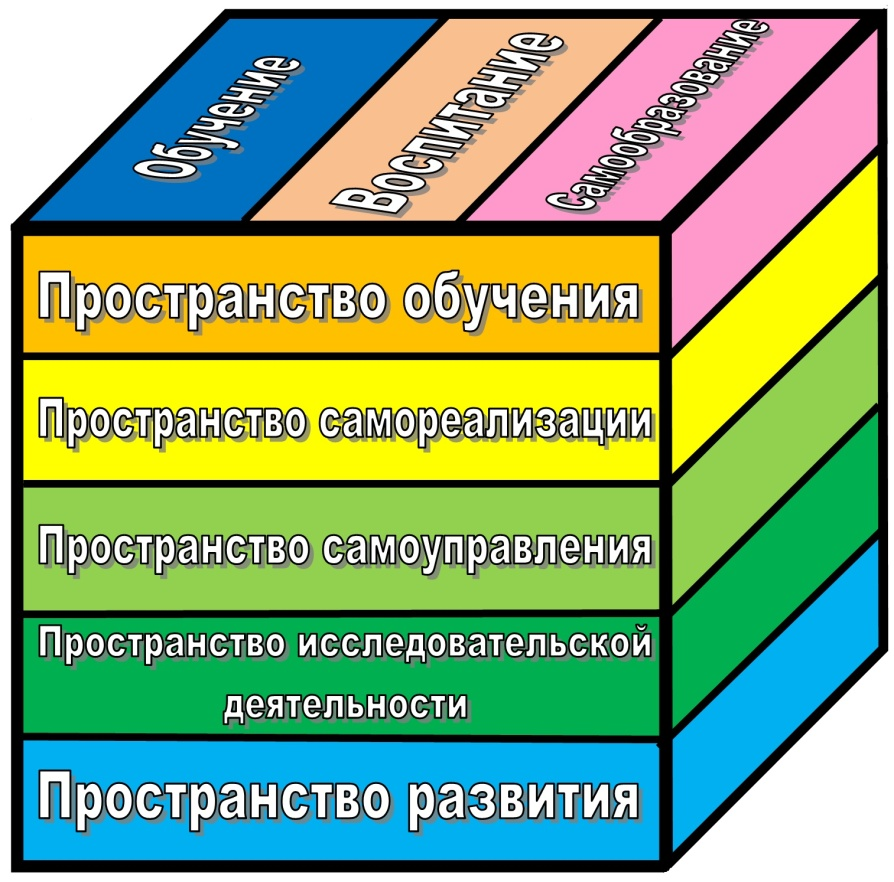 Обучение
Воспитание
Самообразование
Пространство обучения
Пространство самореализации
Пространство самоуправления
Пространство исследовательской
деятельности
Пространство развития